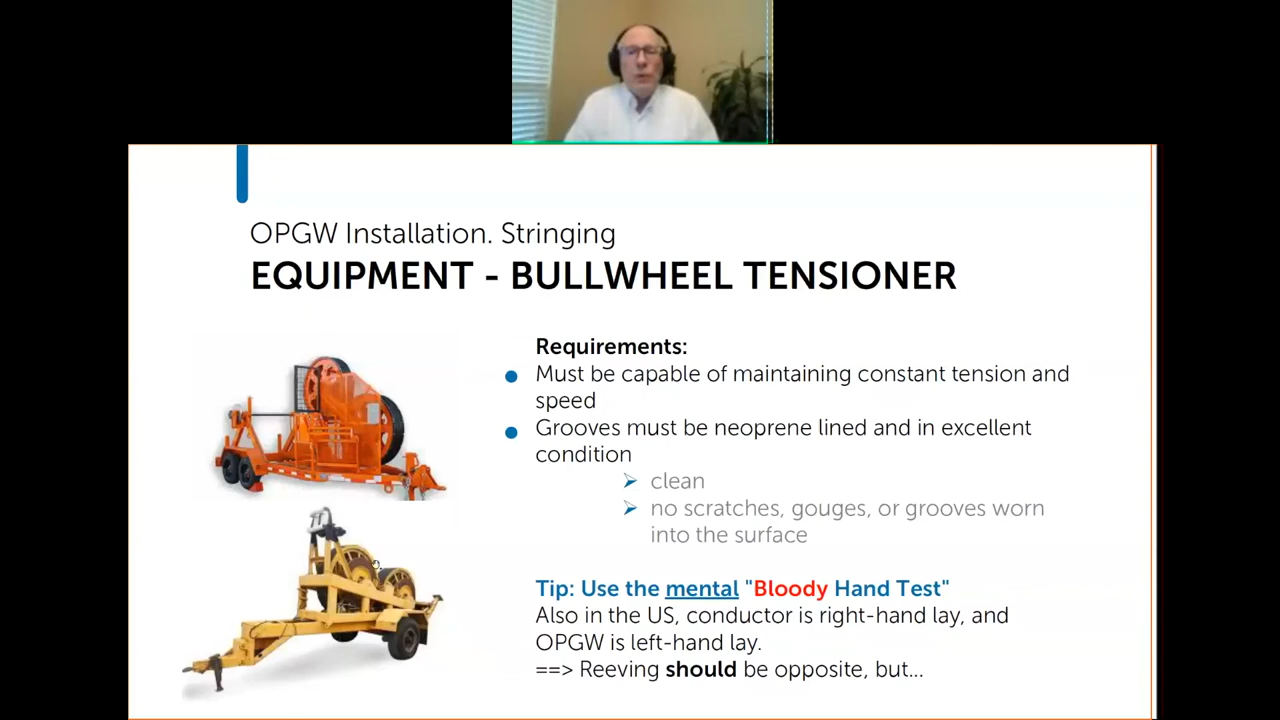 OPGW Installation. Stringing
EQUIPMENT - BULLWHEEL TENSIONER
Requirements:
Must be capable of maintaining constant tension and
speed
Grooves must be neoprene lined and in excellent
condition
clean
no scratches, gouges, or grooves worn
into the surface
Tip: Use the mental "Bloody Hand Test"
Also in the US, conductor is right-hand lay, and
OPGW is left-hand lay.
==> Reeving should be opposite, but...